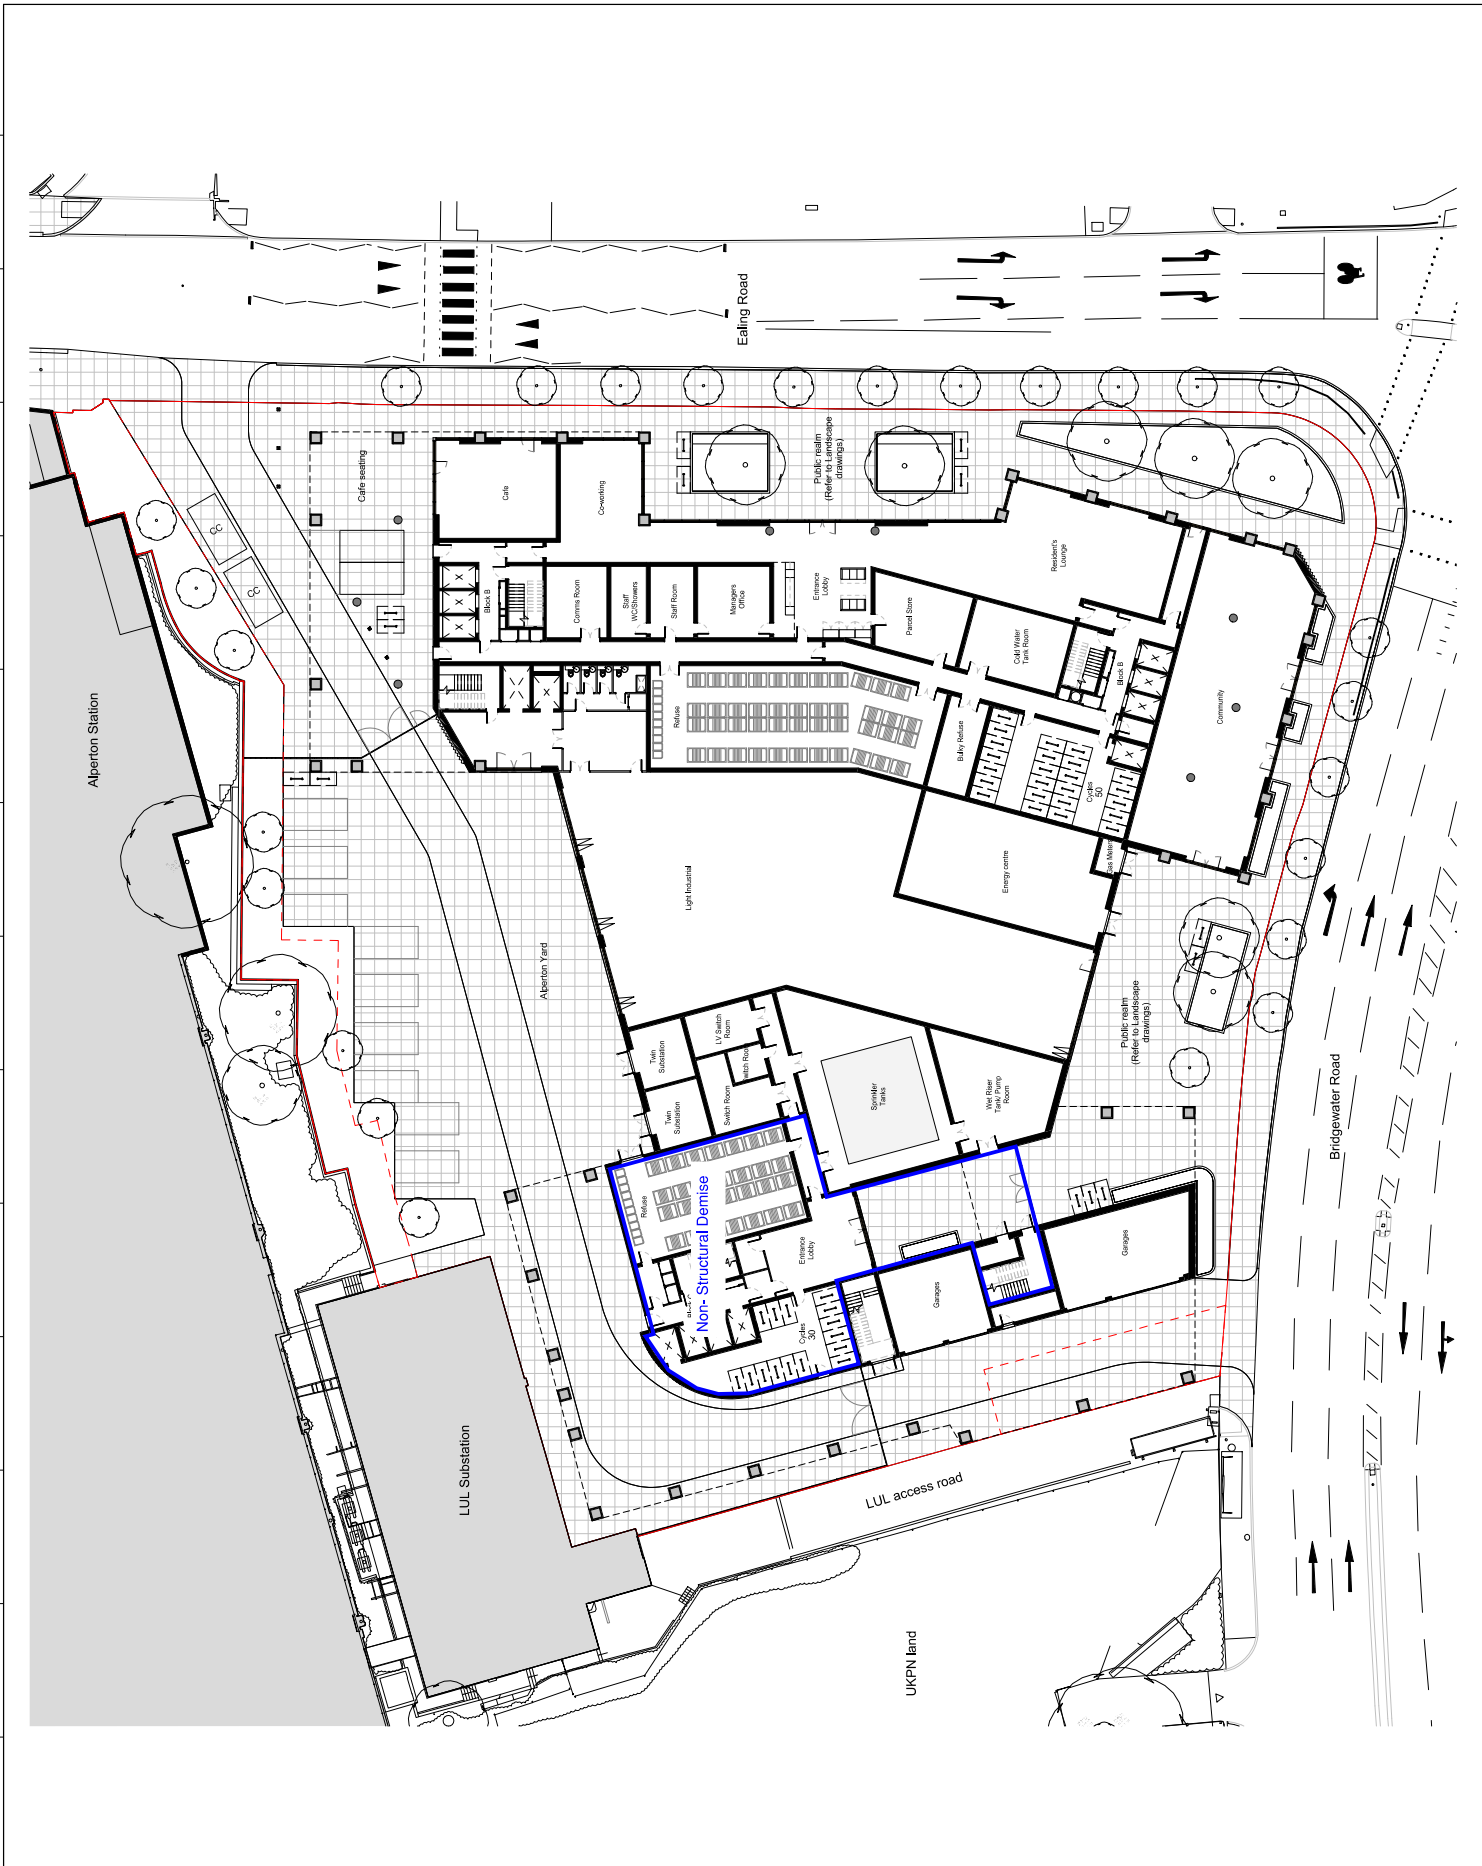 Ealing Road
Cafe seating
Cafe
Co-working
Public realm
(Refer to Landscape
drawings)
CC
CC
Block B
Comms Room
Staff
WC/Showers
Staff Room
Managers
Office
Entrance
Lobby
Resident's
Lounge
Parcel Store
Cold Water
Tank Room
Block B
Community
Refuse
Bulky Refuse
Cycles
50
Alperton Station
Light Industrial
Energy centre
Gas Meters
Alperton Yard
Twin
Substation
LV Switch
Room
Switch Room
Twin
Substation
Sprinkler
Tanks
Wet Riser
Tank/ Pump
Room
Public realm
(Refer to Landscape
drawings)
Bridgewater Road
Refuse
Non- Structural Demise
Entrance
Lobby
Cycles
30
Garages
Garages
LUL Substation
LUL access road
UKPN land